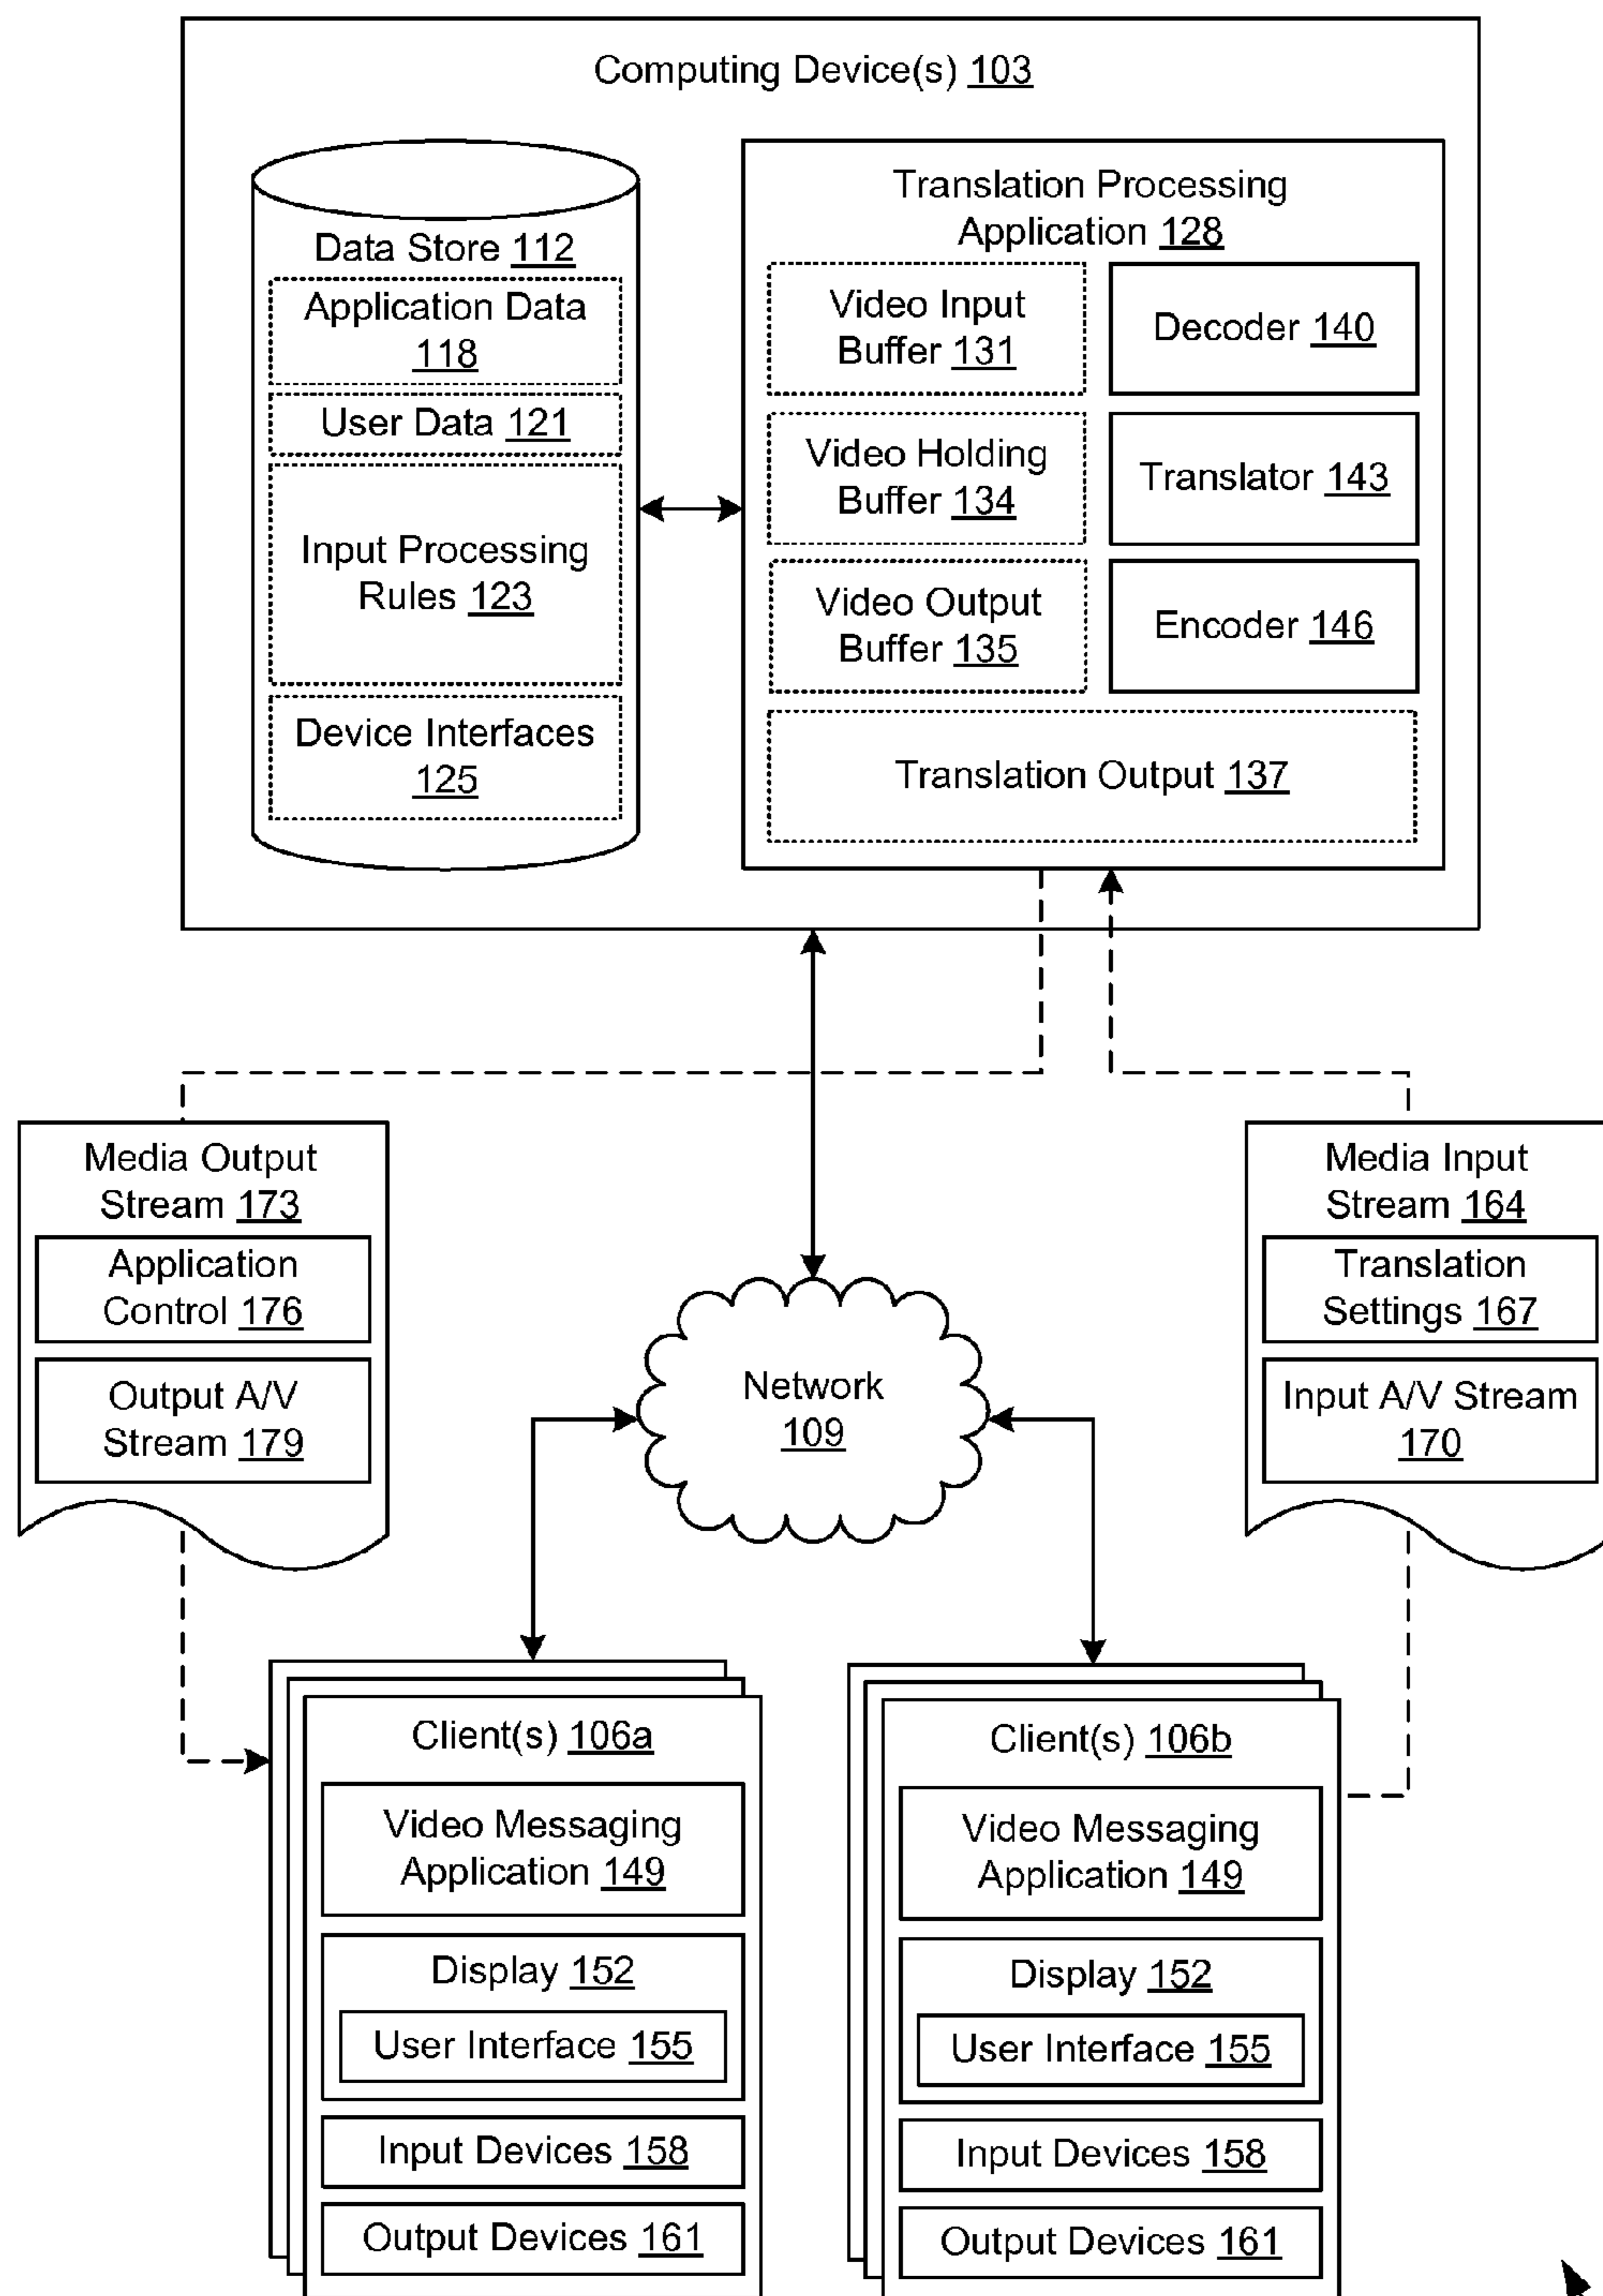 Computing Device(s) 103
Data Store 112
Application Data
118
User Data 121
Input Processing
Rules 123
Device Interfaces
125
Translation Processing
Application 128
Video Input
Buffer 131
Decoder 140
Video Holding
Buffer 134
Translator 143
Video Output
Buffer 135
Encoder 146
Translation Output 137
Media Output
Stream 173
Application
Control 176
Output A/V
Stream 179
Network
109
Media Input
Stream 164
Translation
Settings 167
Input A/V Stream
170
Client(s) 106a
Video Messaging
Application 149
Display 152
User Interface 155
Input Devices 158
Output Devices 161
Client(s) 106b
Video Messaging
Application 149
Display 152
User Interface 155
Input Devices 158
Output Devices 161